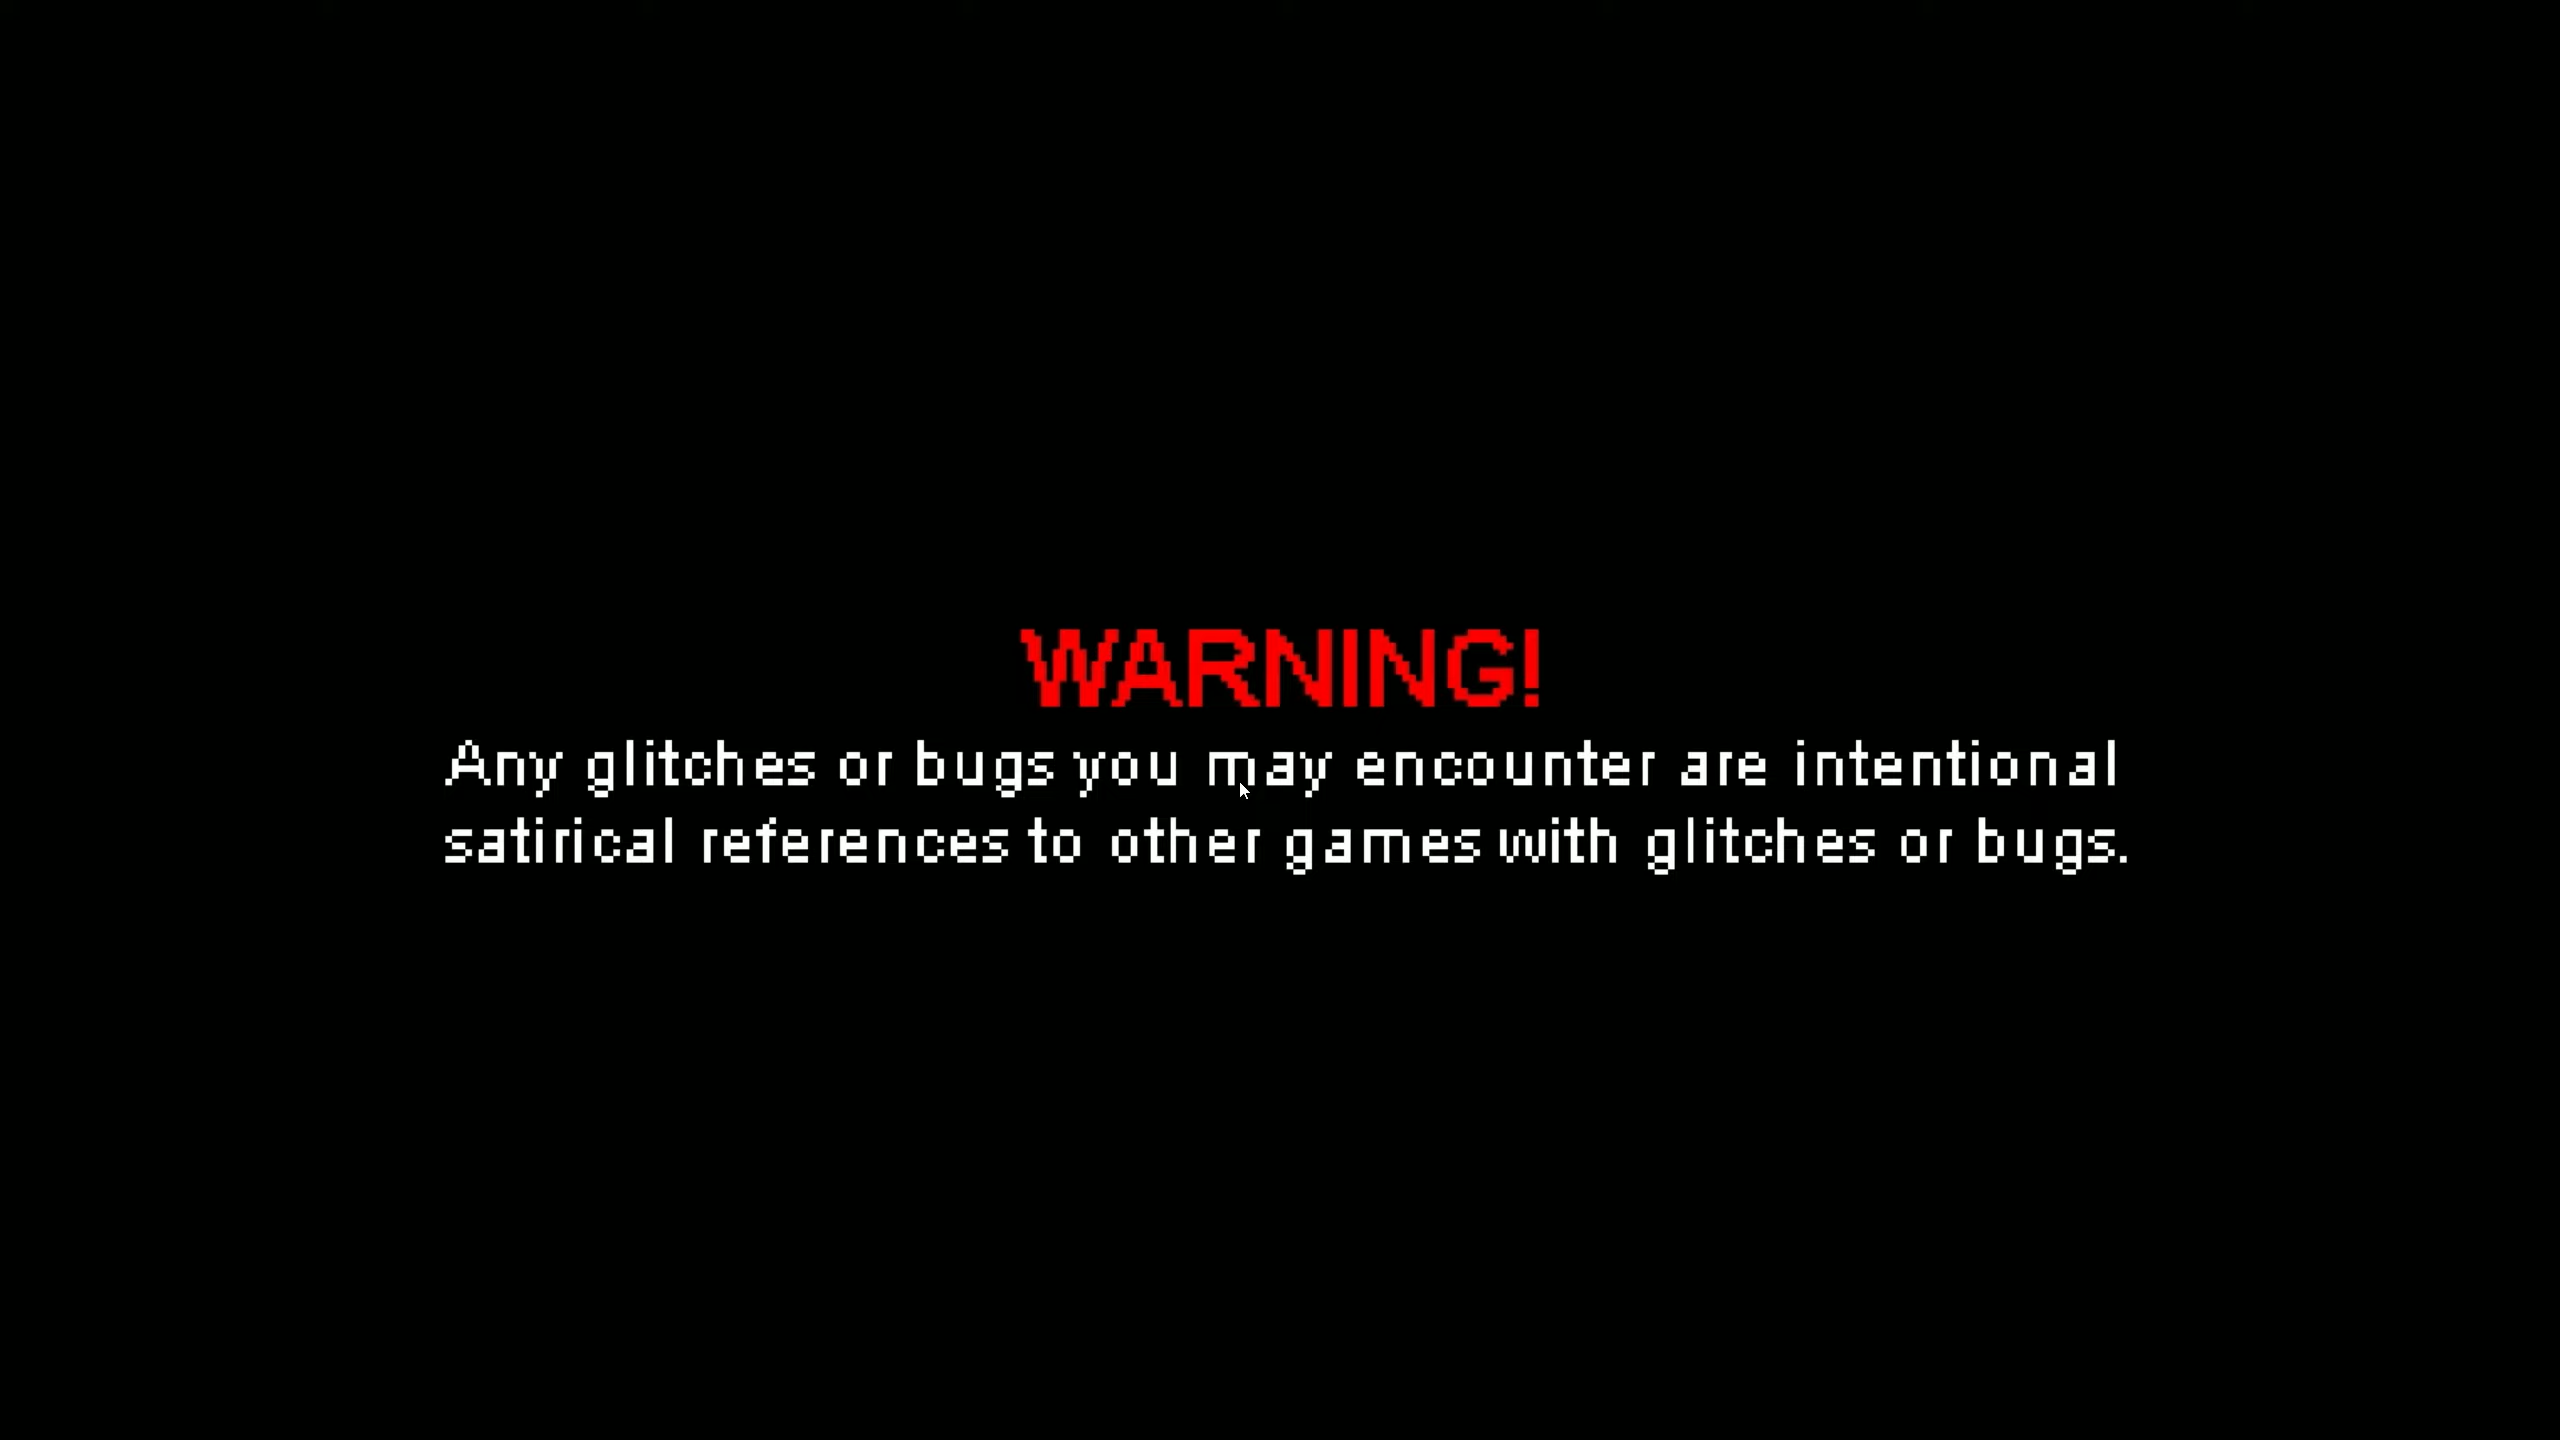 WARNING!
Any glitches or bugs you may encounter are intentional
satirical references to other games with glitches or bugs.